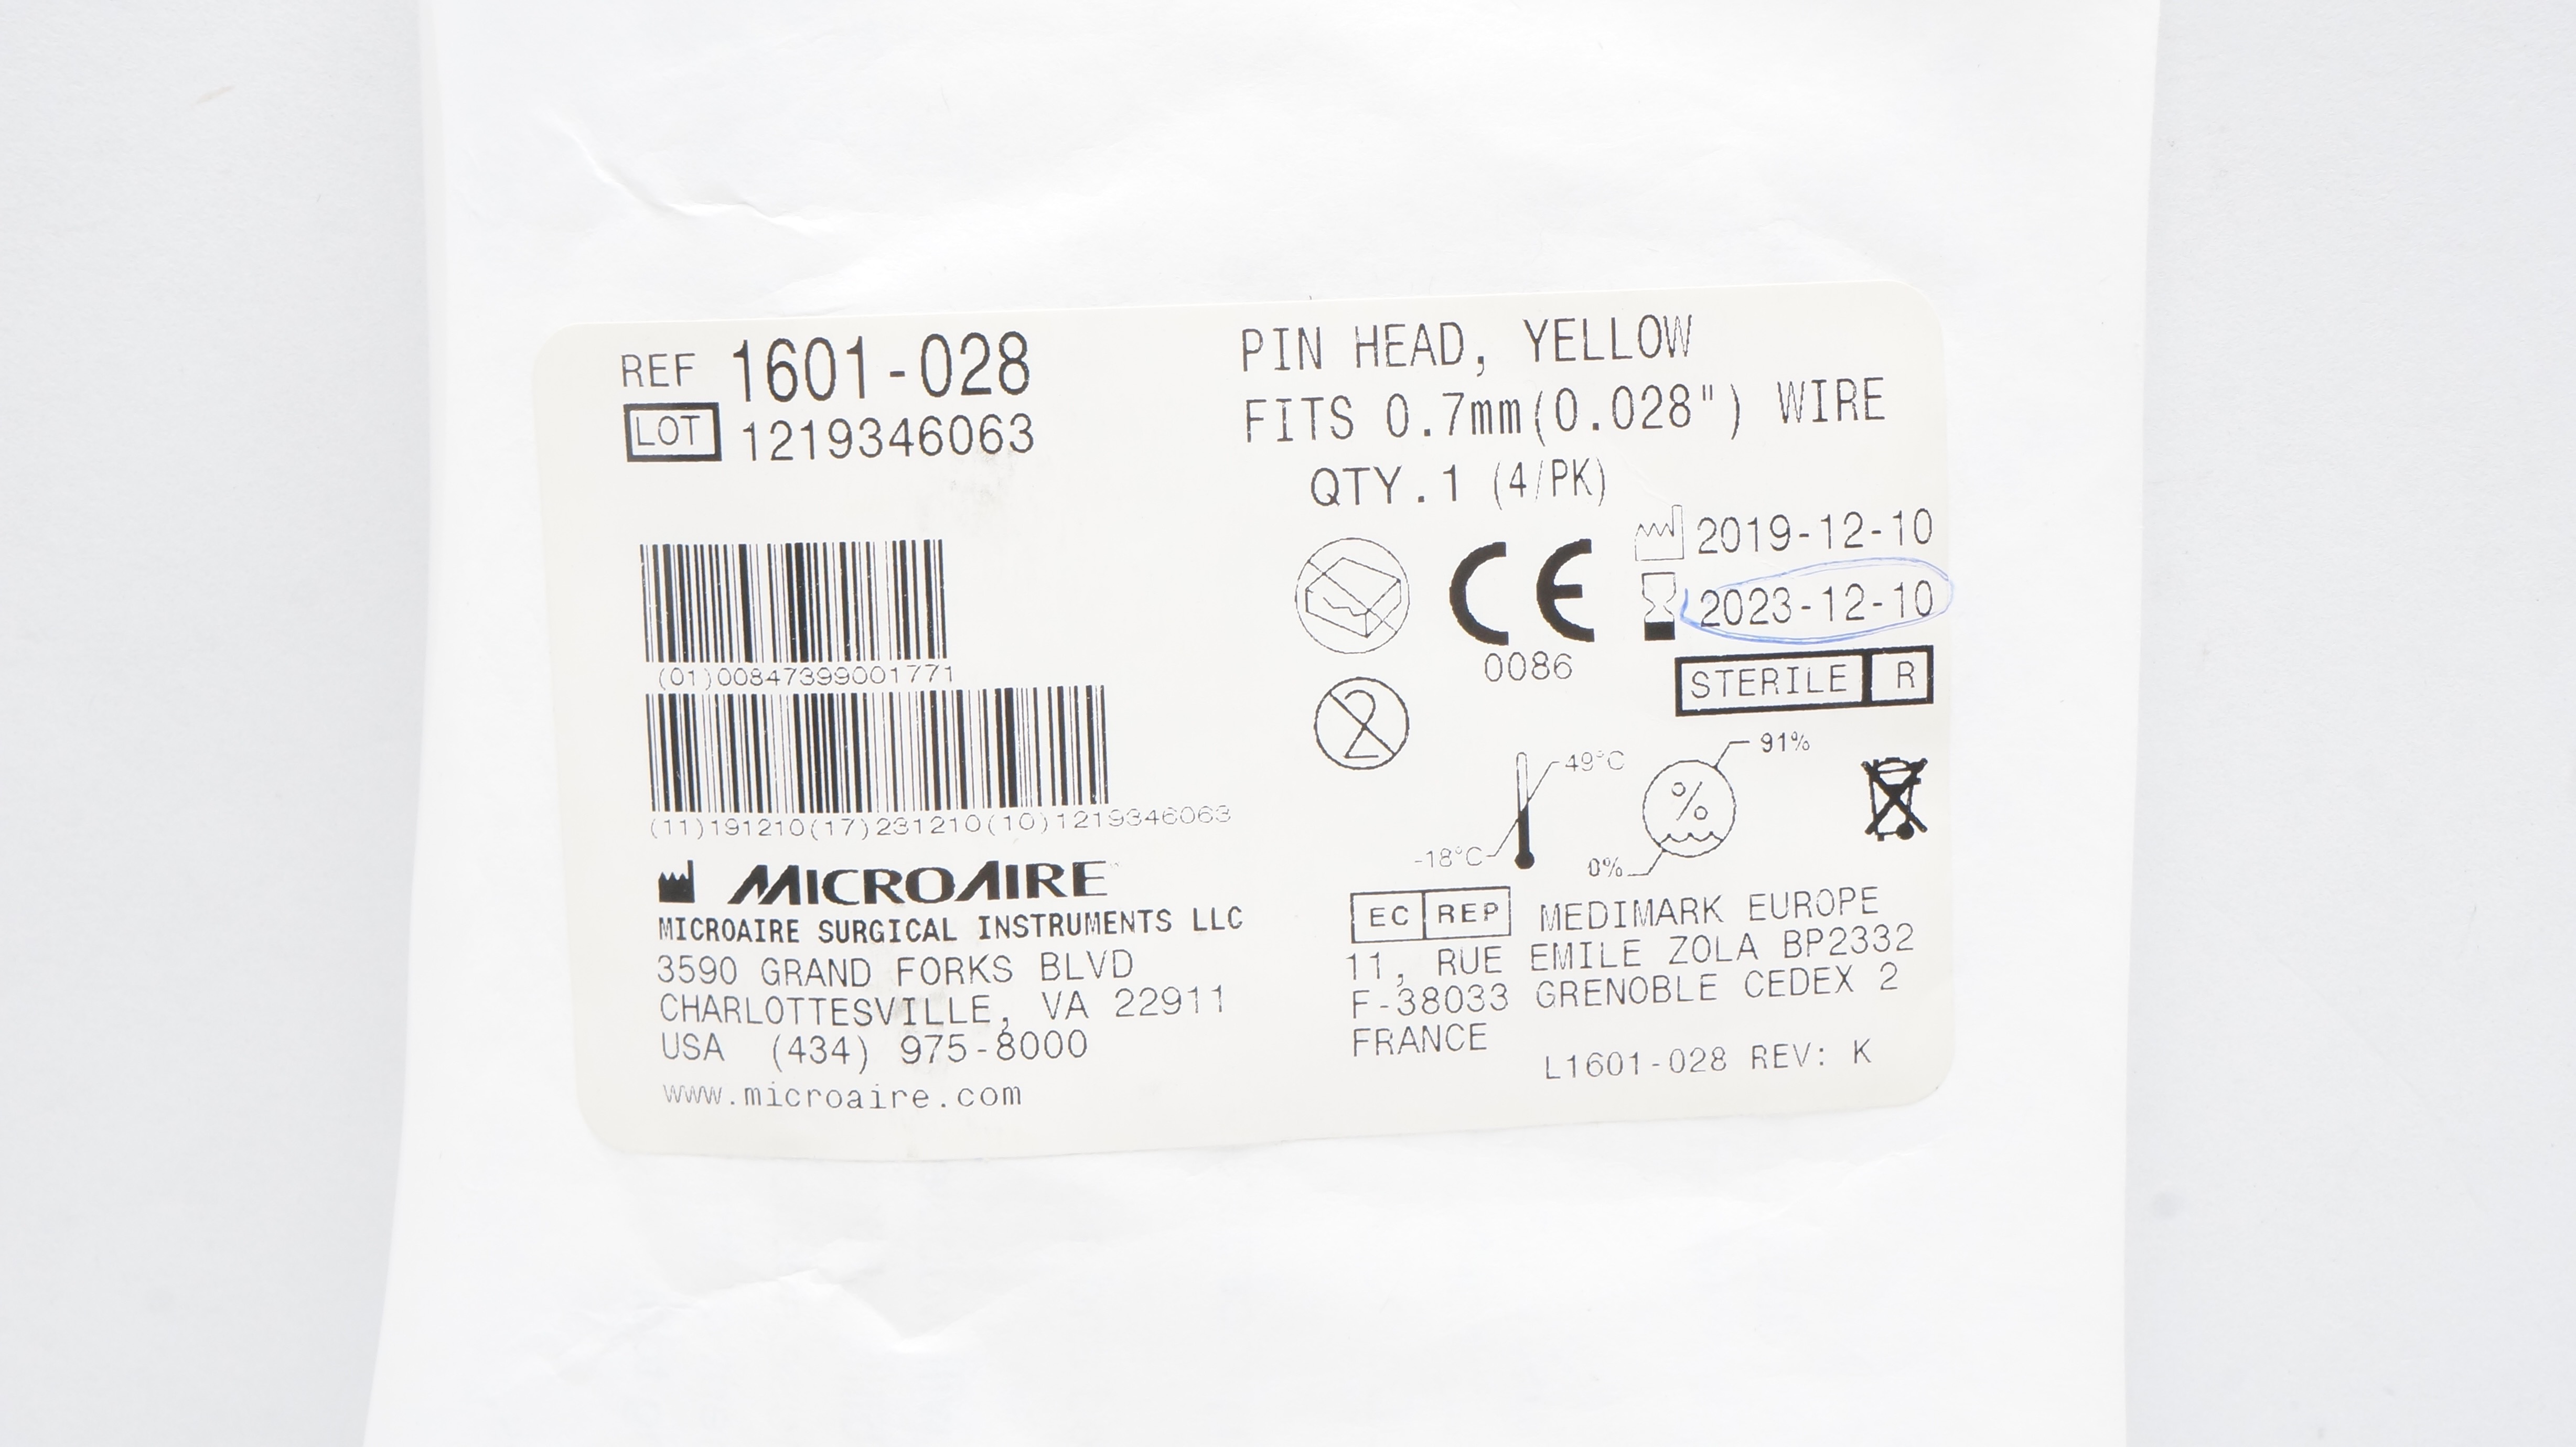 REF 1601-028
LOT 1219346063
(01)00847399001771
(11)191210(17)231210(10)1219346063
MICROAIRE™
MICROAIRE SURGICAL INSTRUMENTS LLC
3590 GRAND FORKS BLVD
CHARLOTTESVILLE, VA 22911
USA (434) 975-8000
www.microaire.com
PIN HEAD, YELLOW
FITS 0.7mm(0.028") WIRE
QTY.1 (4/PK)
2019-12-10
2023-12-10
CE
0086
STERILE R
2
49°C
-18°C
91%
%
0%
EC REP MEDIMARK EUROPE
11, RUE EMILE ZOLA BP2332
F-38033 GRENOBLE CEDEX 2
FRANCE
L1601-028 REV: K